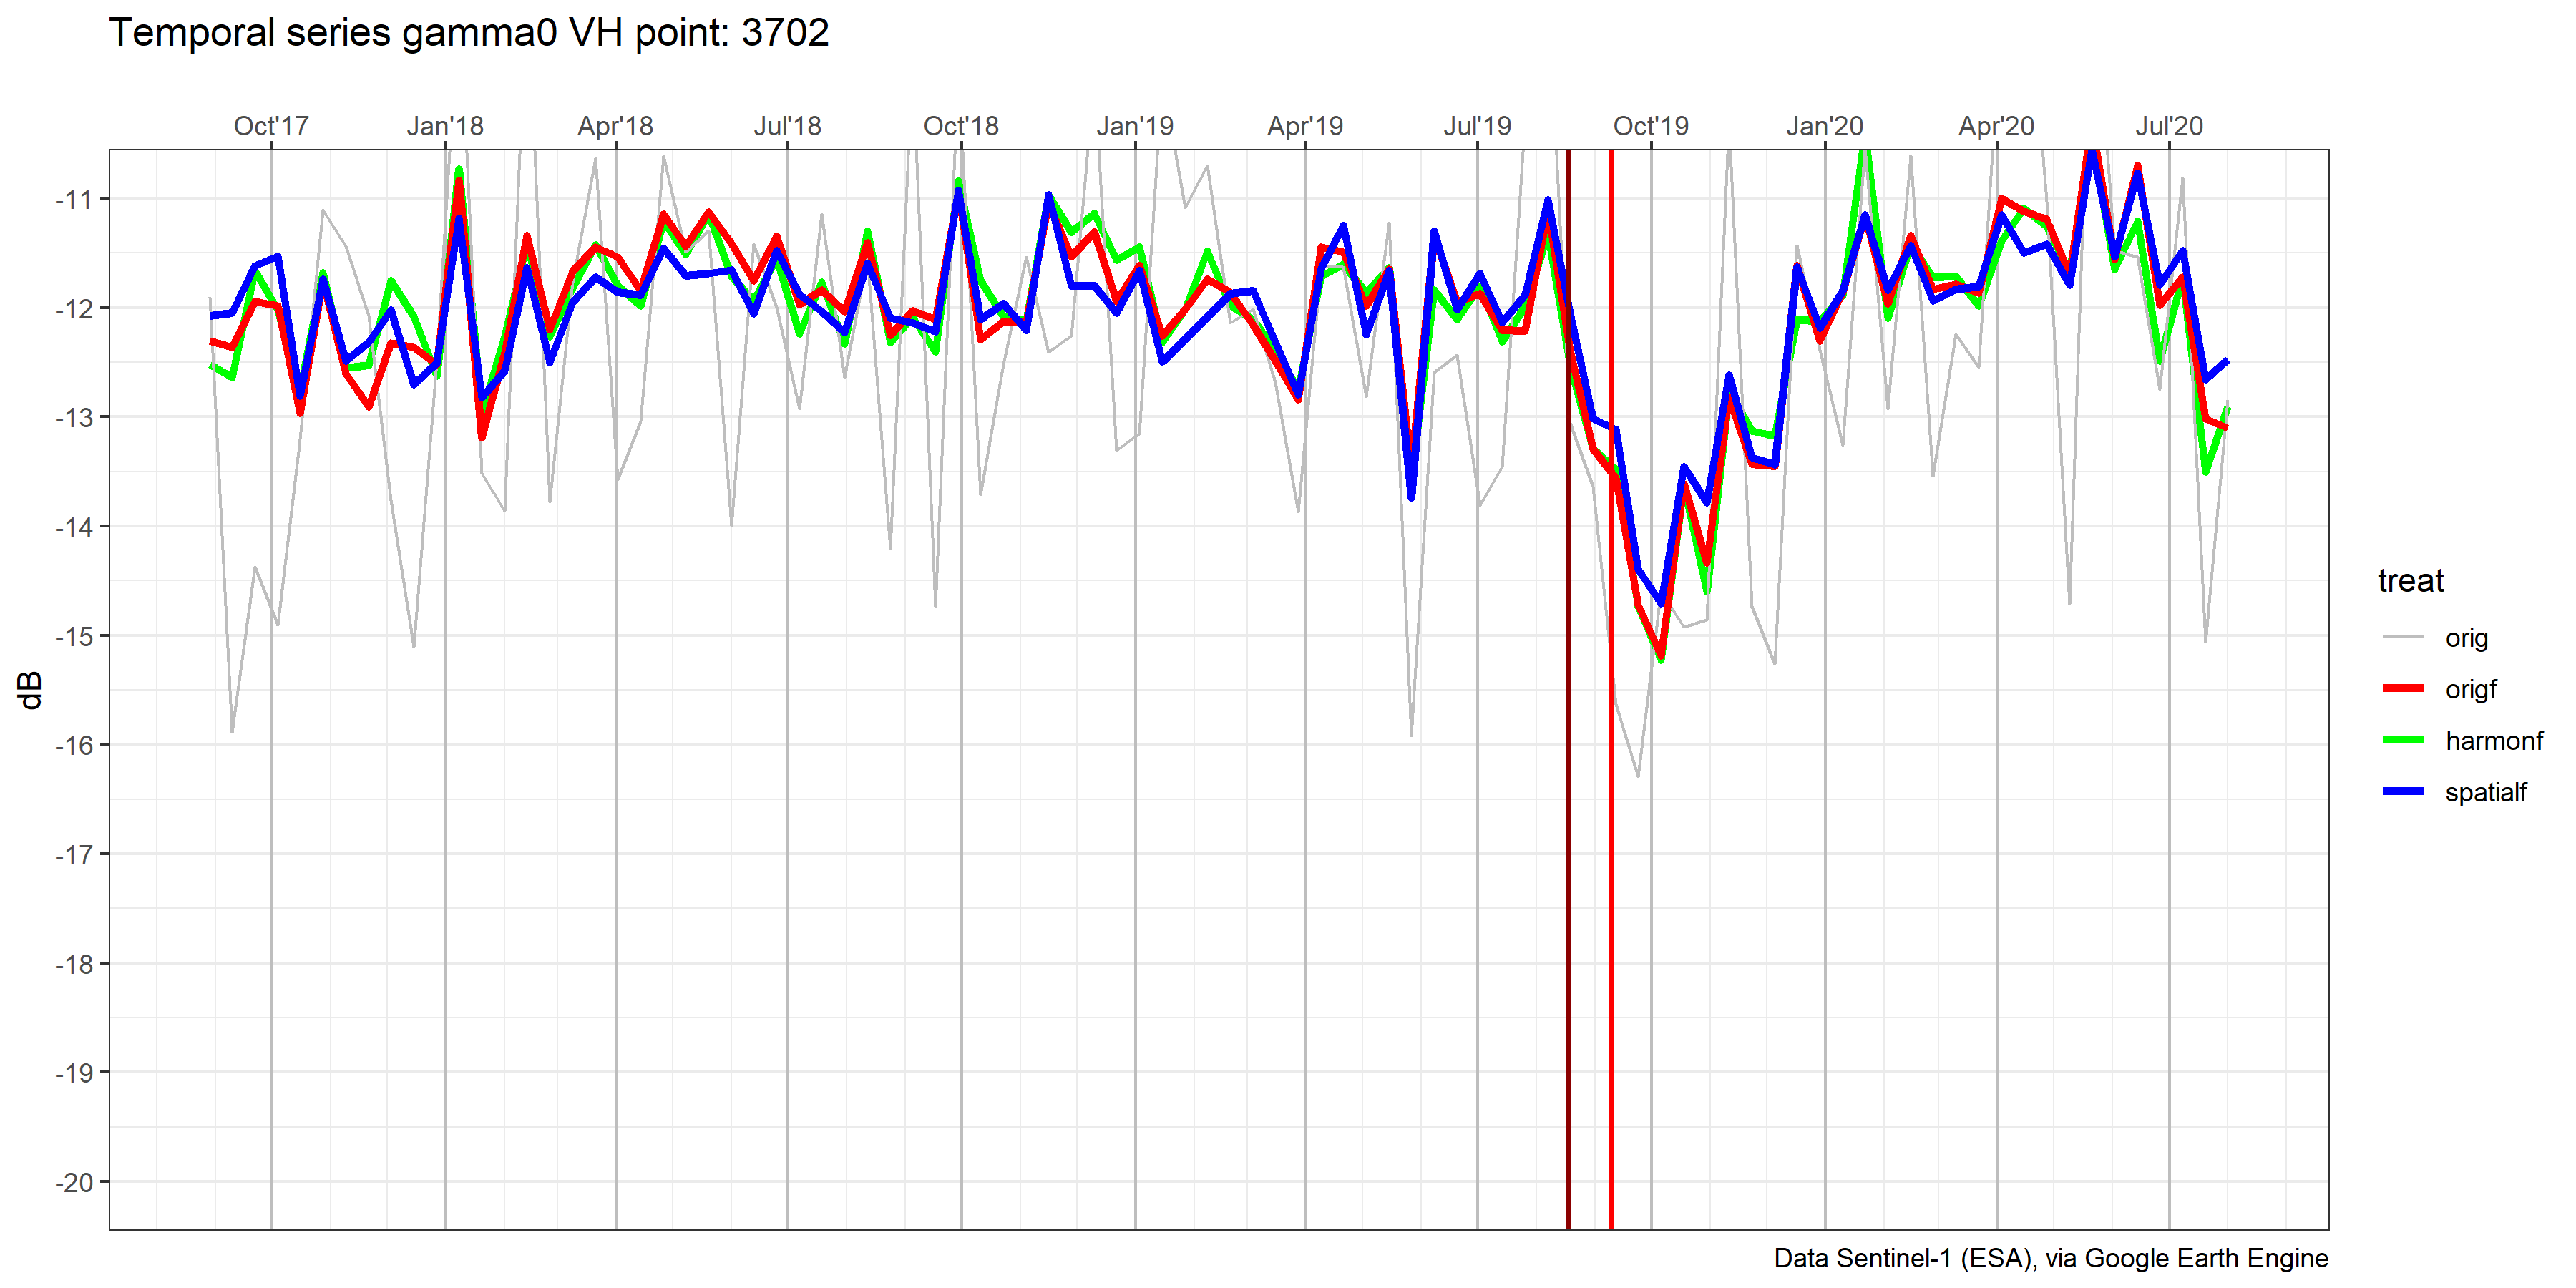 Temporal series gamma0 VH point: 3702
Oct'17 Jan'18 Apr'18 Jul'18 Oct'18 Jan'19 Apr'19 Jul'19 Oct'19 Jan'20 Apr'20 Jul'20
-11
-12
-13
-14
-15
-16
-17
-18
-19
-20
dB
treat
orig
origf
harmonf
spatialf
Data Sentinel-1 (ESA), via Google Earth Engine